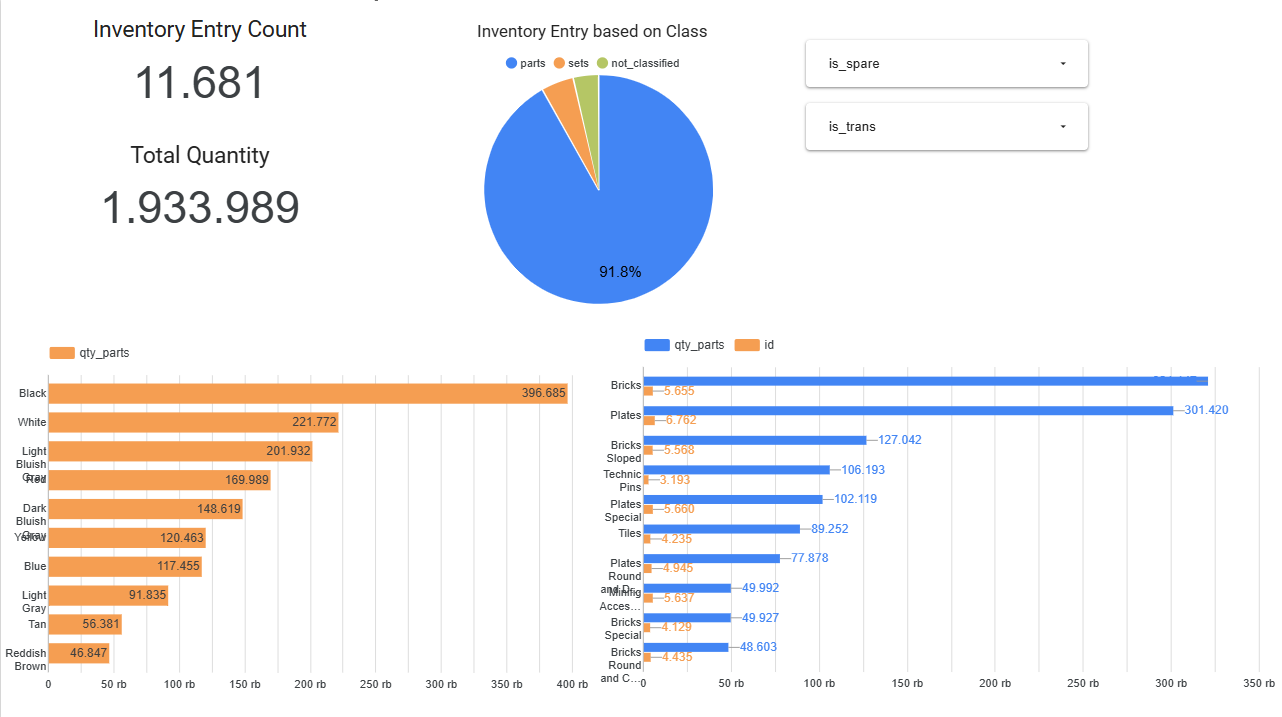 Inventory Entry Count
11.681
Total Quantity
1.933.989
Inventory Entry based on Class
parts
sets
not_classified
91.8%
is_spare
is_trans
qty_parts
Black
396.685
White
221.772
Light
Bluish
Gray
201.932
Red
169.989
Dark
Bluish
Gray
148.619
Yellow
120.463
Blue
117.455
Light
Gray
91.835
Tan
56.381
Reddish
Brown
46.847
0
50 rb
100 rb
150 rb
200 rb
250 rb
300 rb
350 rb
400 rb
qty_parts
id
Bricks
5.655
Plates
301.420
6.762
Bricks
Sloped
127.042
5.568
Technic
Pins
106.193
3.193
Plates
Special
102.119
5.660
Tiles
89.252
4.235
Plates
Round
and D...
77.878
4.945
Minifig
Acces...
49.992
5.637
Bricks
Special
49.927
4.129
Bricks
Round
and C...
48.603
4.435
0
50 rb
100 rb
150 rb
200 rb
250 rb
300 rb
350 rb